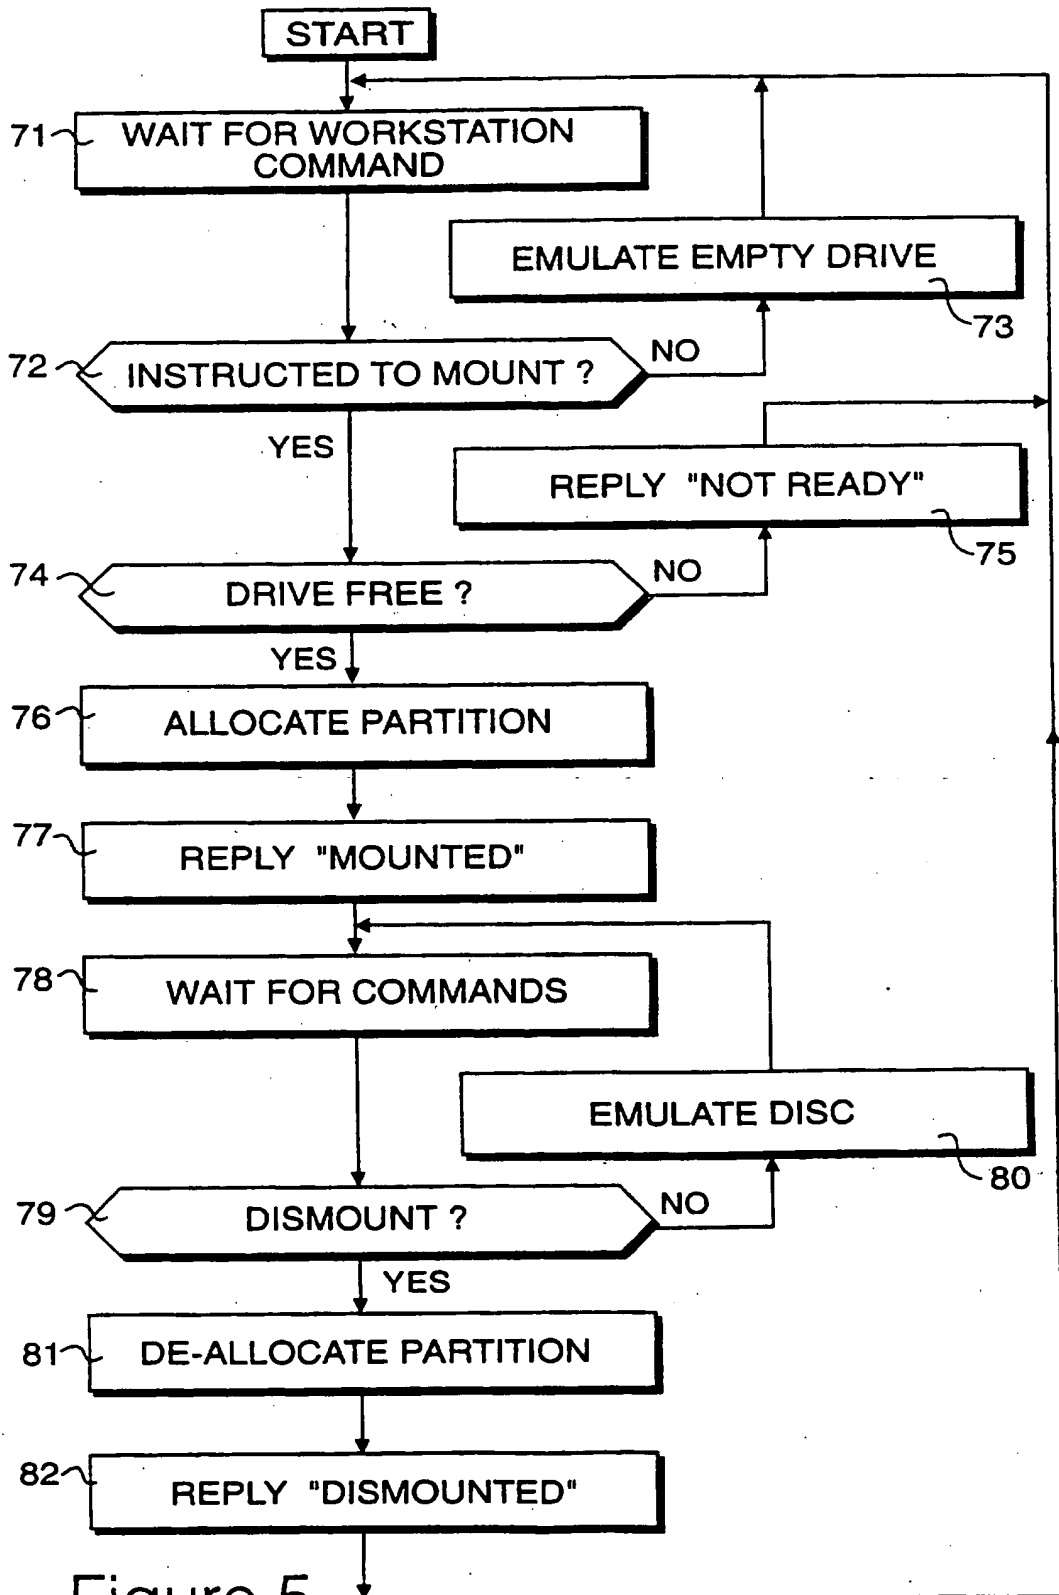 START
71
WAIT FOR WORKSTATION
COMMAND
EMULATE EMPTY DRIVE
73
72
INSTRUCTED TO MOUNT ?
NO
YES
REPLY "NOT READY"
75
74
DRIVE FREE ?
NO
YES
76
ALLOCATE PARTITION
77
REPLY "MOUNTED"
78
WAIT FOR COMMANDS
EMULATE DISC
80
79
DISMOUNT ?
NO
YES
81
DE-ALLOCATE PARTITION
82
REPLY "DISMOUNTED"
Figure 5